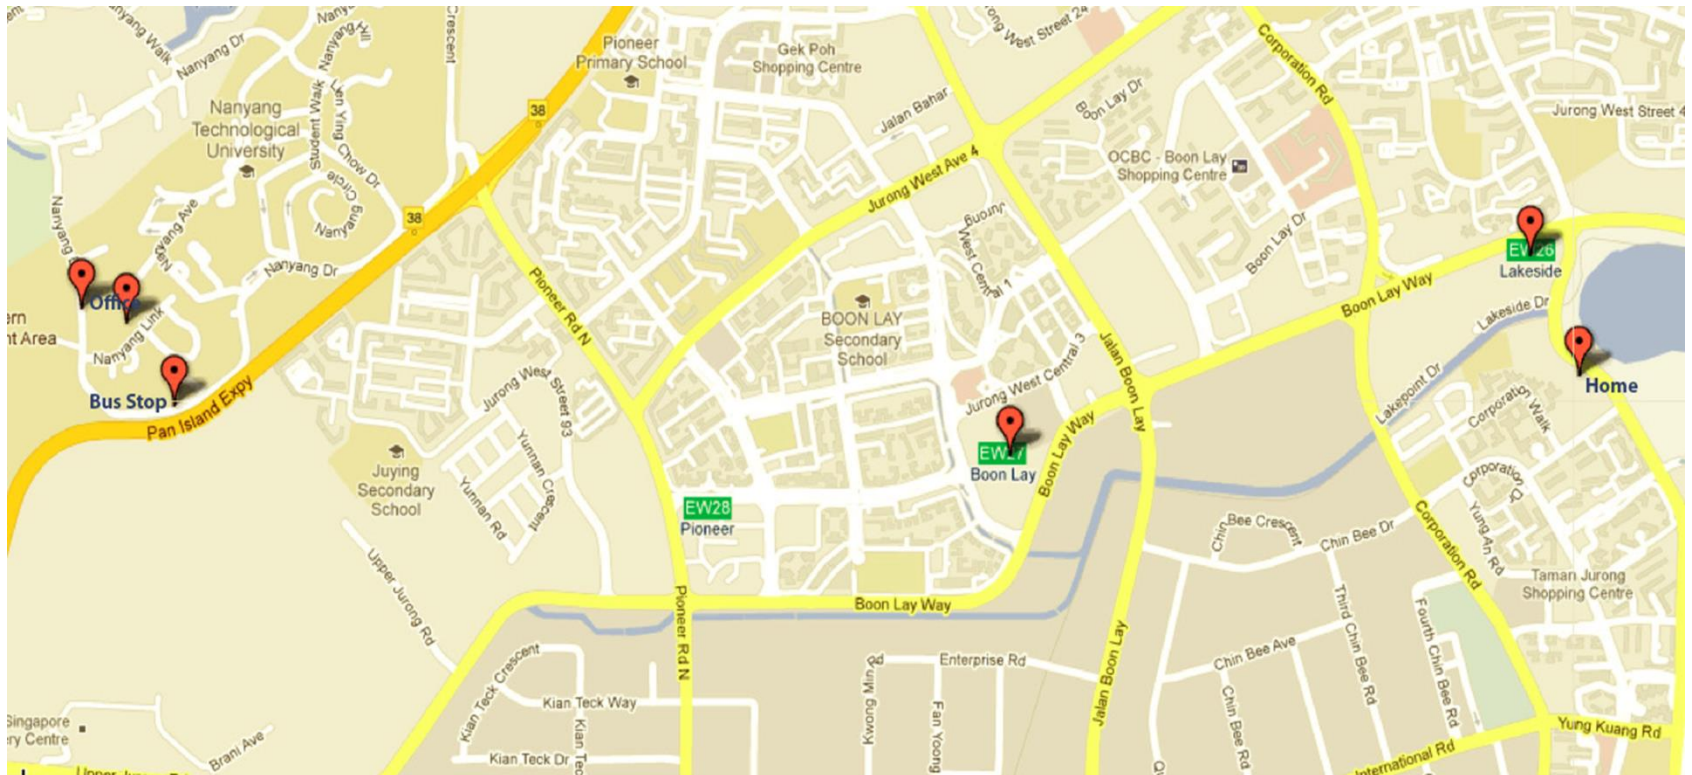 Nanyang Walk
Nanyang Dr
Crescent
Nanyang Hill
Nanyang
Technological
University
Student Walk
Nanyang
Circle
Nanyang
Nanyang Ave
Nanyang Dr
Nanyang Link
Office
Area
Bus Stop
Pan Island Expy
38
38
Pioneer
Primary School
Gek Poh
Shopping Centre
Jurong West Street 24
Jalan Bahar
Boon Lay Dr
Corporation Rd
Jurong West Street 4
OCBC - Boon Lay
Shopping Centre
Jurong West Ave 4
Jurong
West Central 1
Boon Lay Dr
EW26
Lakeside
Boon Lay Way
Lakeside Dr
Pioneer Rd N
BOON LAY
Secondary
School
Jurong West Central 3
Jalan Boon Lay
Home
Lakepoint Dr
Corporation Walk
Jurong West Street 93
Yunnan Crescent
Yunnan Rd
Juying
Secondary
School
EW27
Boon Lay
Boon Lay Way
EW28
Pioneer
Corporation Dr
Yung An Rd
Corporation Rd
Chin Bee Crescent
Chin Bee Dr
Upper Jurong Rd
Pioneer Rd N
Boon Lay Way
Taman Jurong
Shopping Centre
Third Chin Bee Rd
Fourth Chin Bee Rd
Chin Bee Ave
Chin Bee Rd
Jalan Boon Lay
Enterprise Rd
Kwong Min Rd
Fan Yoong
Kian Teck Crescent
Kian Teck Way
Kian Tec
Kian Teck Dr
Singapore
Centre
Brani Ave
International Rd
Yung Kuang Rd